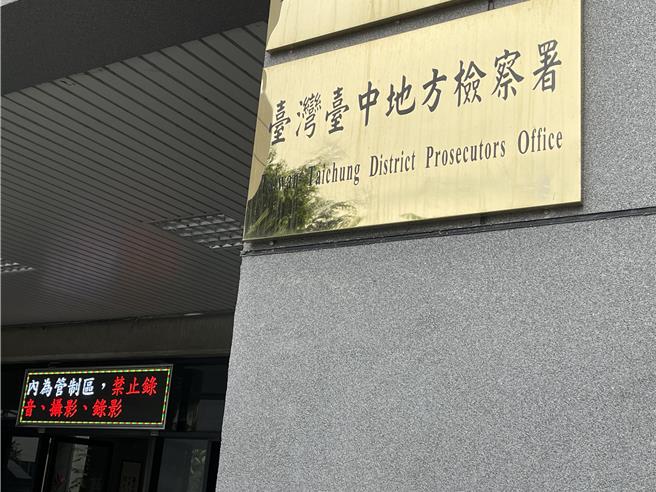 臺灣臺中地方檢察署
Taiwan Taichung District Prosecutors Office
內為管制區，禁止錄
音、攝影、錄影